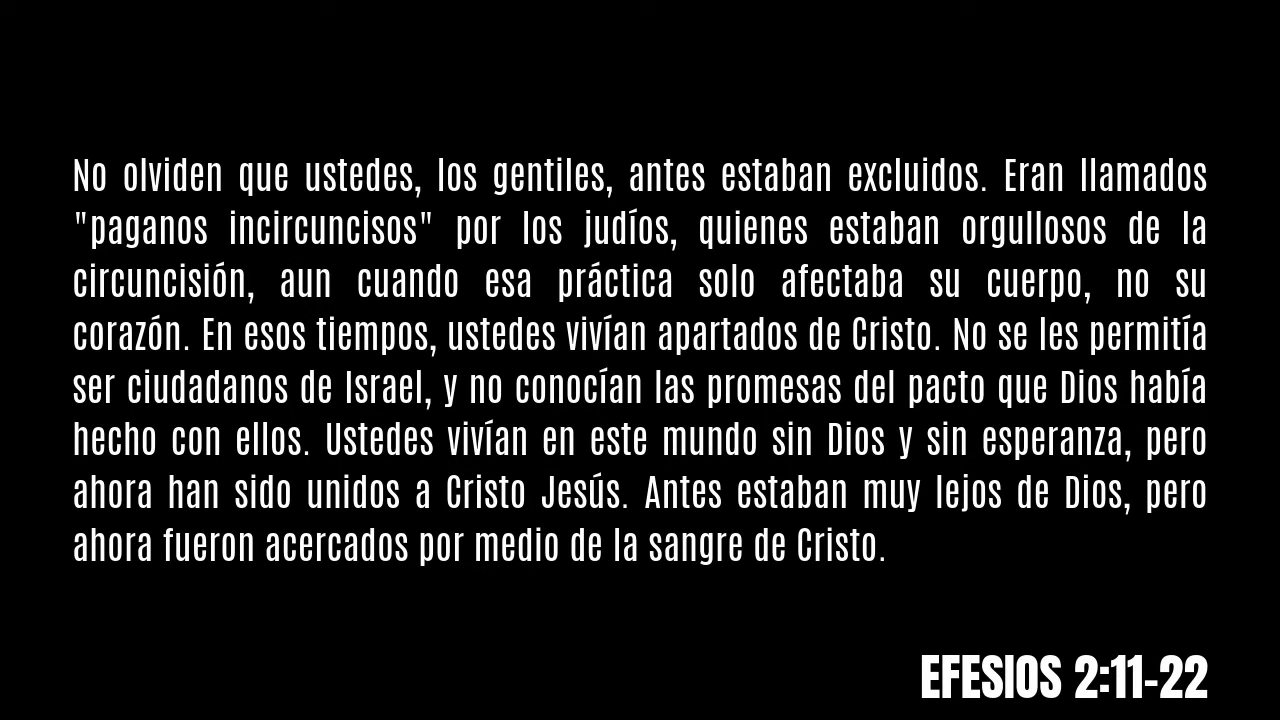 No olviden que ustedes, los gentiles, antes estaban excluidos. Eran llamados
"paganos incircuncisos" por los judíos, quienes estaban orgullosos de la
circuncisión, aun cuando esa práctica solo afectaba su cuerpo, no su
corazón. En esos tiempos, ustedes vivían apartados de Cristo. No se les permitía
ser ciudadanos de Israel, y no conocían las promesas del pacto que Dios había
hecho con ellos. Ustedes vivían en este mundo sin Dios y sin esperanza, pero
ahora han sido unidos a Cristo Jesús. Antes estaban muy lejos de Dios, pero
ahora fueron acercados por medio de la sangre de Cristo.
EFESIOS 2:11-22